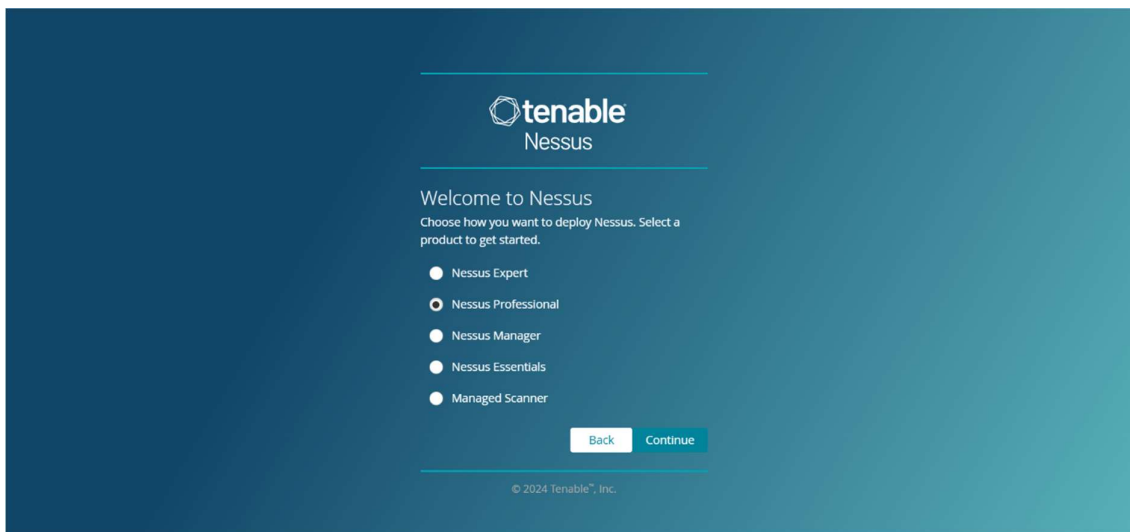 tenable
Nessus
Welcome to Nessus
Choose how you want to deploy Nessus. Select a
product to get started.
Nessus Expert
Nessus Professional
Nessus Manager
Nessus Essentials
Managed Scanner
Back Continue
© 2024 Tenable™, Inc.